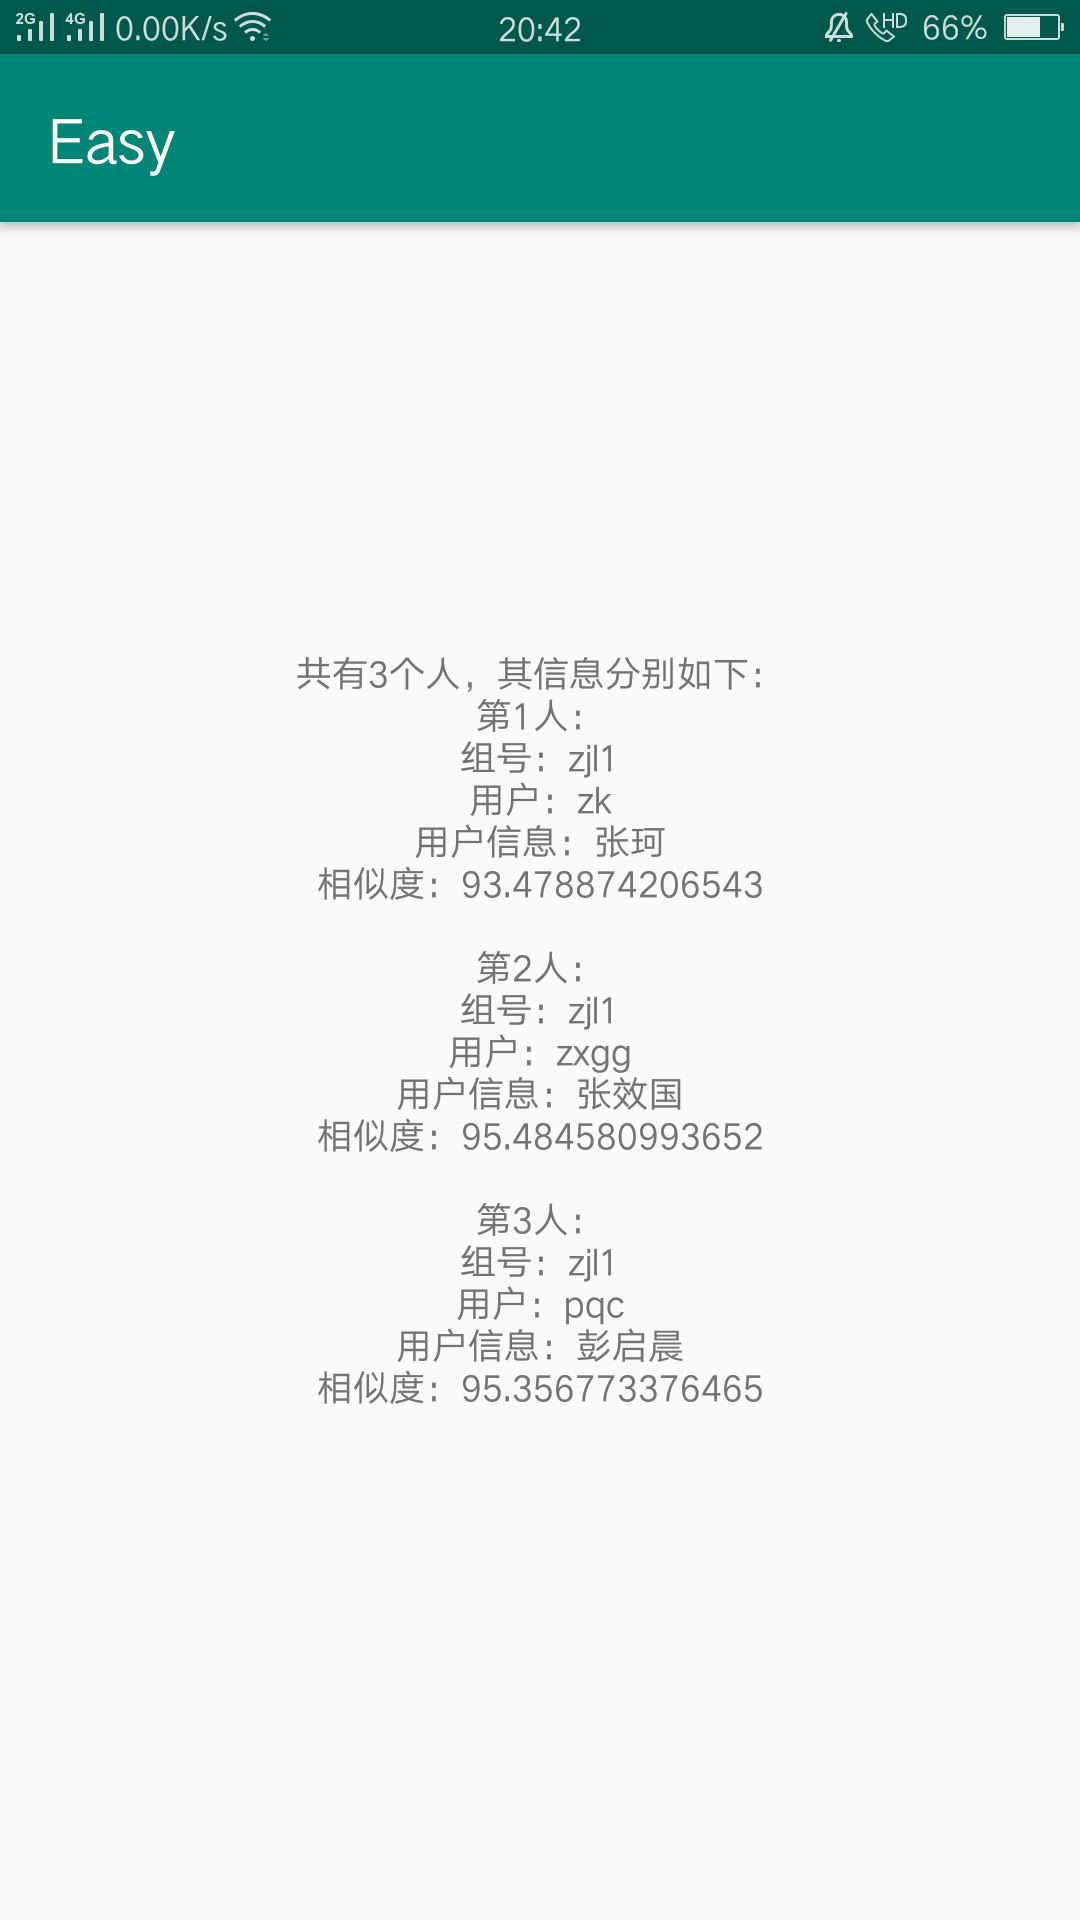 2G 4G 0.00K/s 20:42 HD 66%
Easy
共有3个人，其信息分别如下：
第1人：
组号：zjl1
用户：zk
用户信息：张珂
相似度：93.478874206543
第2人：
组号：zjl1
用户：zxgg
用户信息：张效国
相似度：95.484580993652
第3人：
组号：zjl1
用户：pqc
用户信息：彭启晨
相似度：95.356773376465